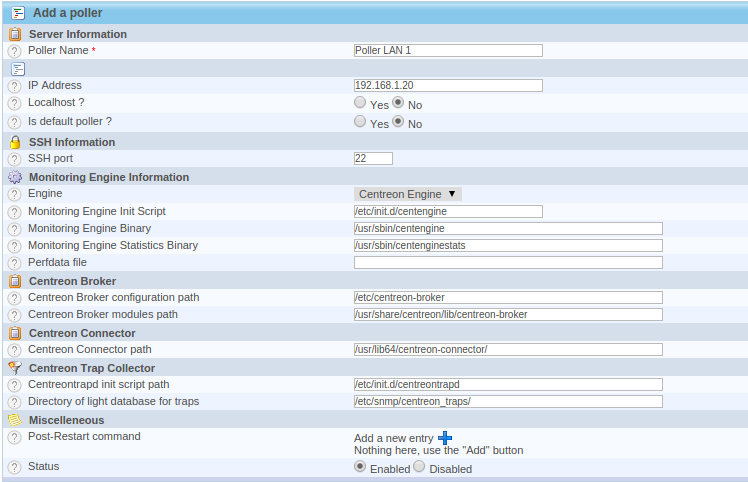 Add a poller
Server Information
Poller Name * Poller LAN 1
IP Address 192.168.1.20
Localhost ? Yes No
Is default poller ? Yes No
SSH Information
SSH port 22
Monitoring Engine Information
Engine Centreon Engine
Monitoring Engine Init Script /etc/init.d/centengine
Monitoring Engine Binary /usr/sbin/centengine
Monitoring Engine Statistics Binary /usr/sbin/centenginestats
Perfdata file
Centreon Broker
Centreon Broker configuration path /etc/centreon-broker
Centreon Broker modules path /usr/share/centreon/lib/centreon-broker
Centreon Connector
Centreon Connector path /usr/lib64/centreon-connector/
Centreon Trap Collector
Centreontrapd init script path /etc/init.d/centreontrapd
Directory of light database for traps /etc/snmp/centreon_traps/
Miscelleneous
Post-Restart command Add a new entry
Nothing here, use the "Add" button
Status Enabled Disabled